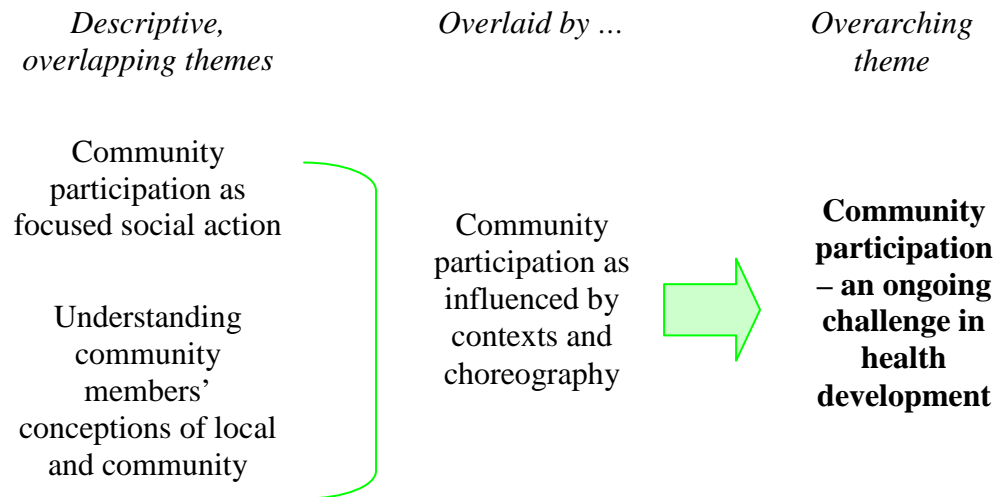 Descriptive,
overlapping themes
Overlaid by ...
Overarching
theme
Community
participation as
focused social action
Understanding
community
members’
conceptions of local
and community
Community
participation as
influenced by
contexts and
choreography
Community
participation
– an ongoing
challenge in
health
development